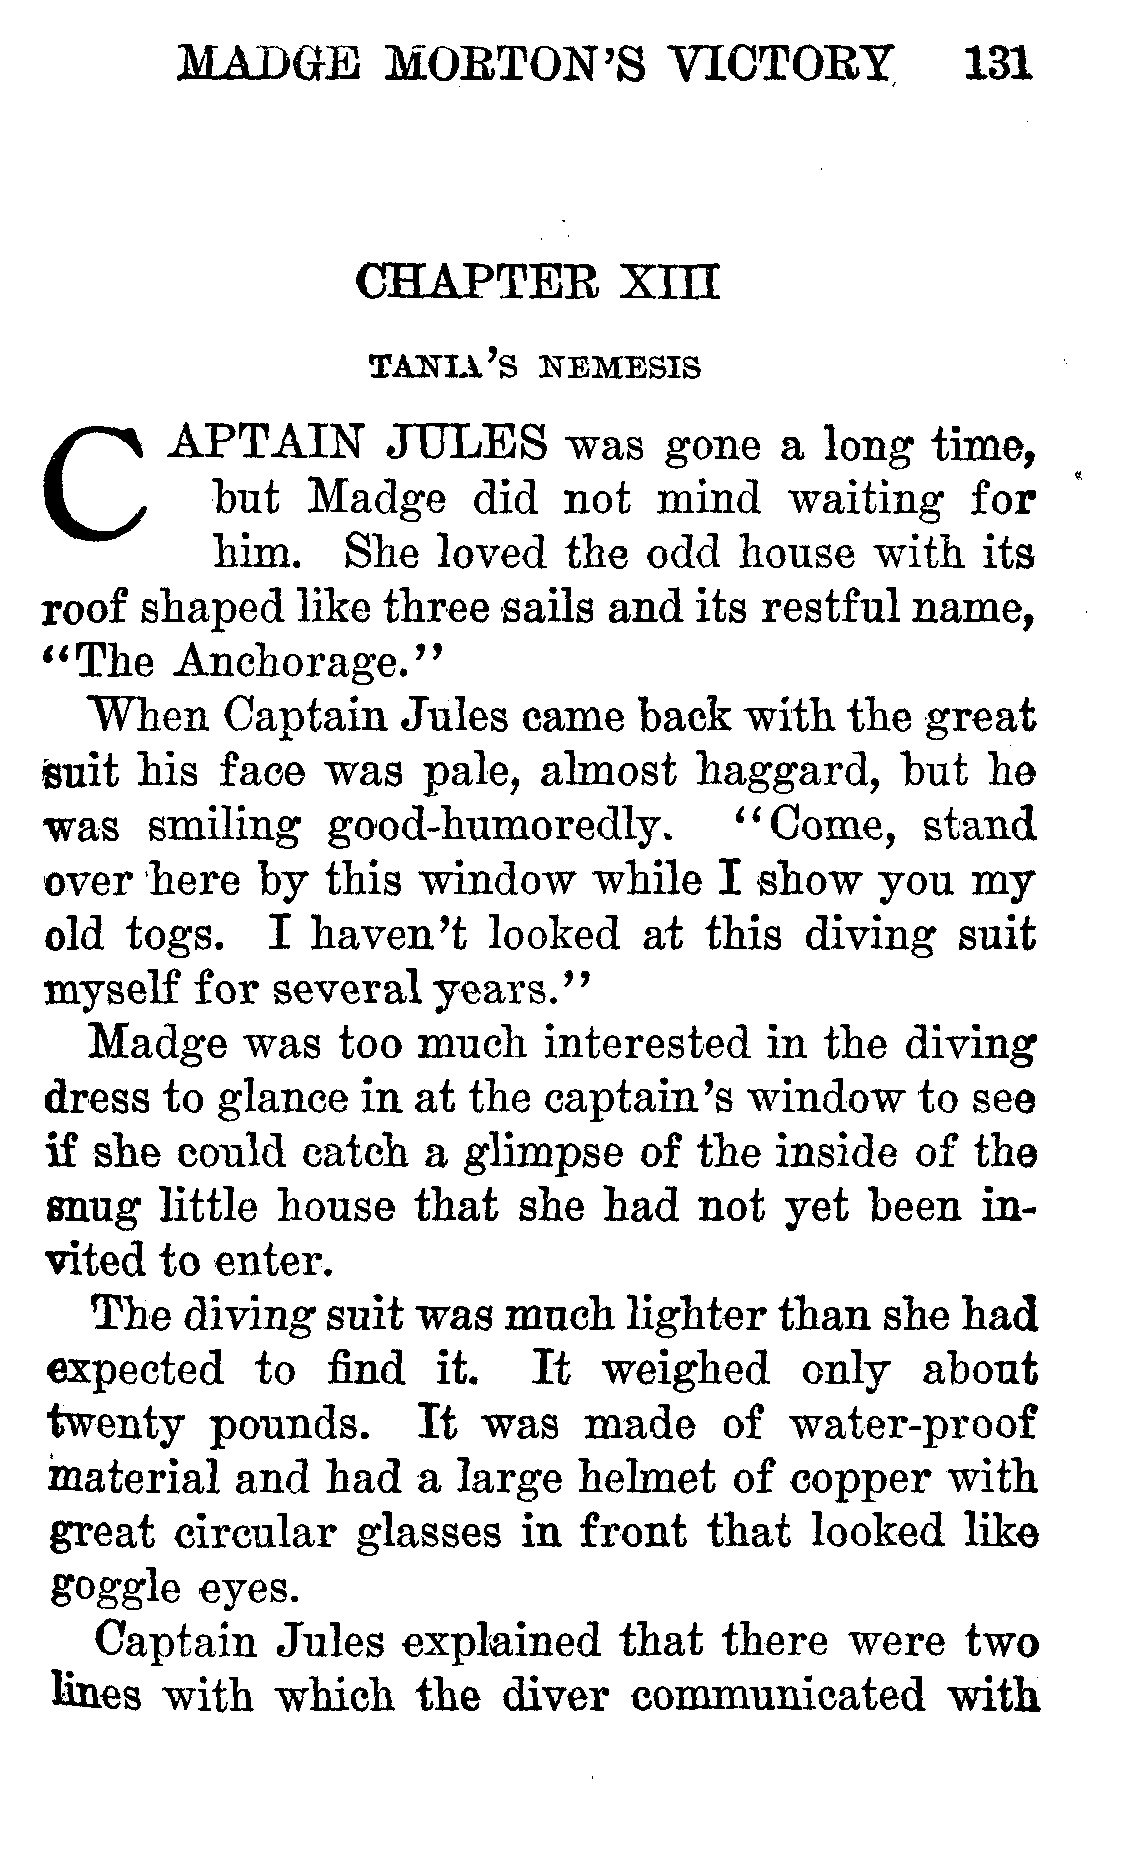 MADGE MORTON'S VICTORY 131
CHAPTER XIII
TANIA'S NEMESIS
CAPTAIN JULES was gone a long time,
but Madge did not mind waiting for
him. She loved the odd house with its
roof shaped like three sails and its restful name,
"The Anchorage."
When Captain Jules came back with the great
suit his face was pale, almost haggard, but he
was smiling good-humoredly. "Come, stand
over here by this window while I show you my
old togs. I haven't looked at this diving suit
myself for several years."
Madge was too much interested in the diving
dress to glance in at the captain's window to see
if she could catch a glimpse of the inside of the
snug little house that she had not yet been in-
vited to enter.
The diving suit was much lighter than she had
expected to find it. It weighed only about
twenty pounds. It was made of water-proof
material and had a large helmet of copper with
great circular glasses in front that looked like
goggle eyes.
Captain Jules explained that there were two
lines with which the diver communicated with